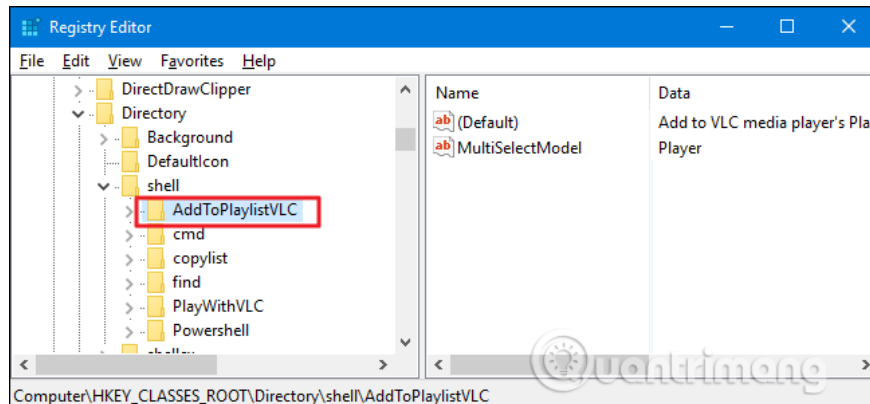 Registry Editor
File Edit View Favorites Help
DirectDrawClipper
Directory
Background
DefaultIcon
shell
AddToPlaylistVLC
cmd
copylist
find
PlayWithVLC
Powershell
Name Data
(Default) Add to VLC media player's Pla
MultiSelectModel Player
Quantrimang
Computer\HKEY_CLASSES_ROOT\Directory\shell\AddToPlaylistVLC